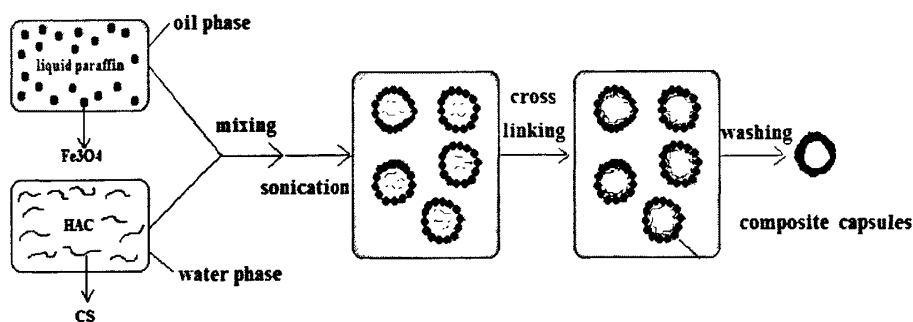 oil phase
liquid paraffin
Fe3O4
mixing
sonication
HAC
water phase
CS
cross
linking
washing
composite capsules